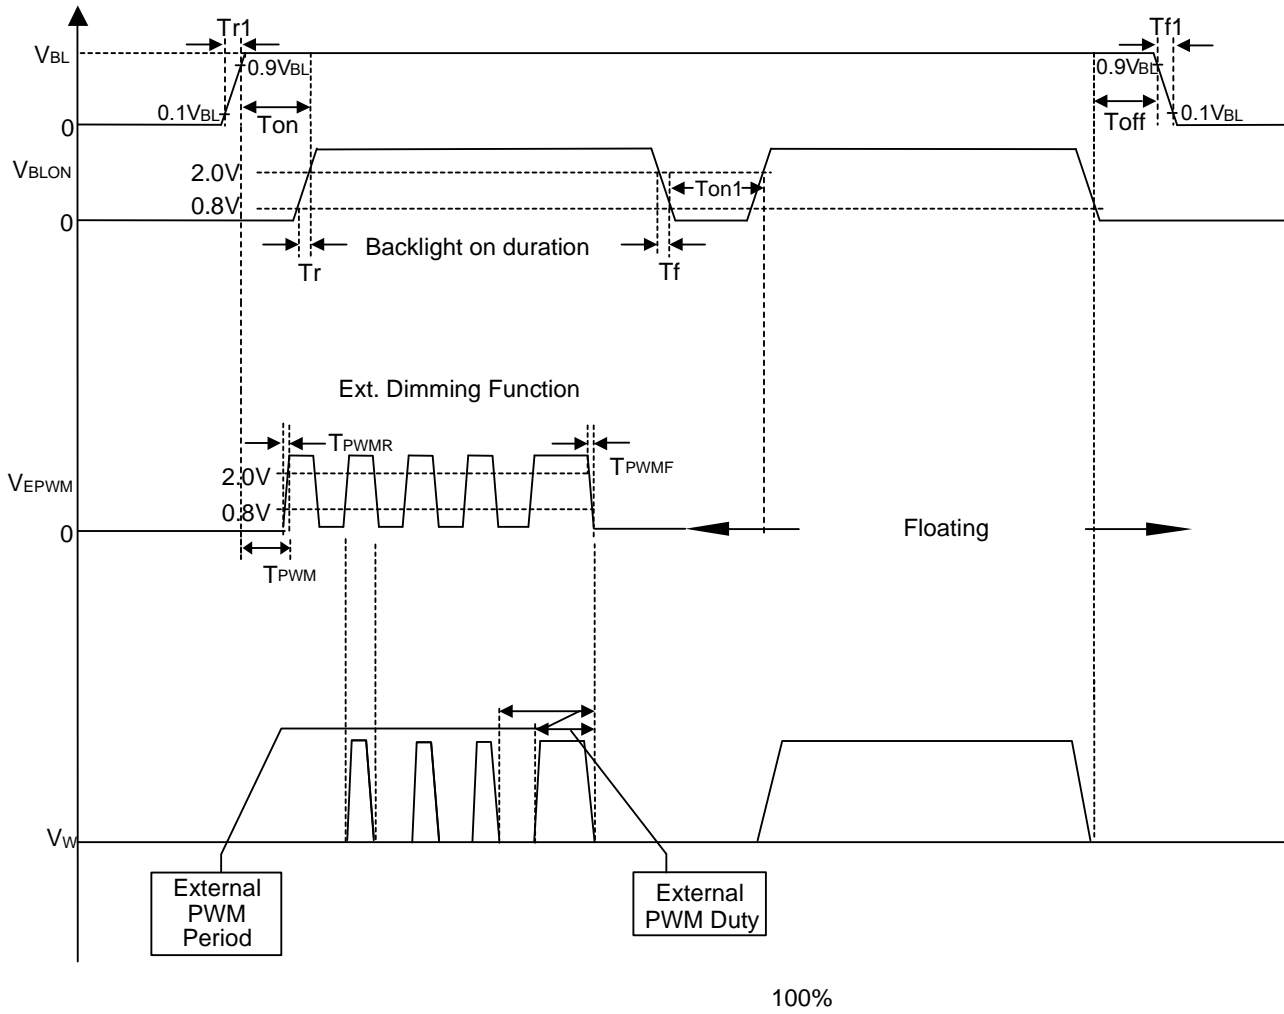 Tr1
Tf1
VBL
0.9VBL
0.9VBL
0.1VBL
0.1VBL
Ton
Toff
0
VBLON
2.0V
Ton1
0.8V
0
Backlight on duration
Tr
Tf
Ext. Dimming Function
TPWMR
TPWMF
2.0V
VEPWM
0.8V
0
Floating
TPWM
VW
External
PWM
Period
External
PWM Duty
100%